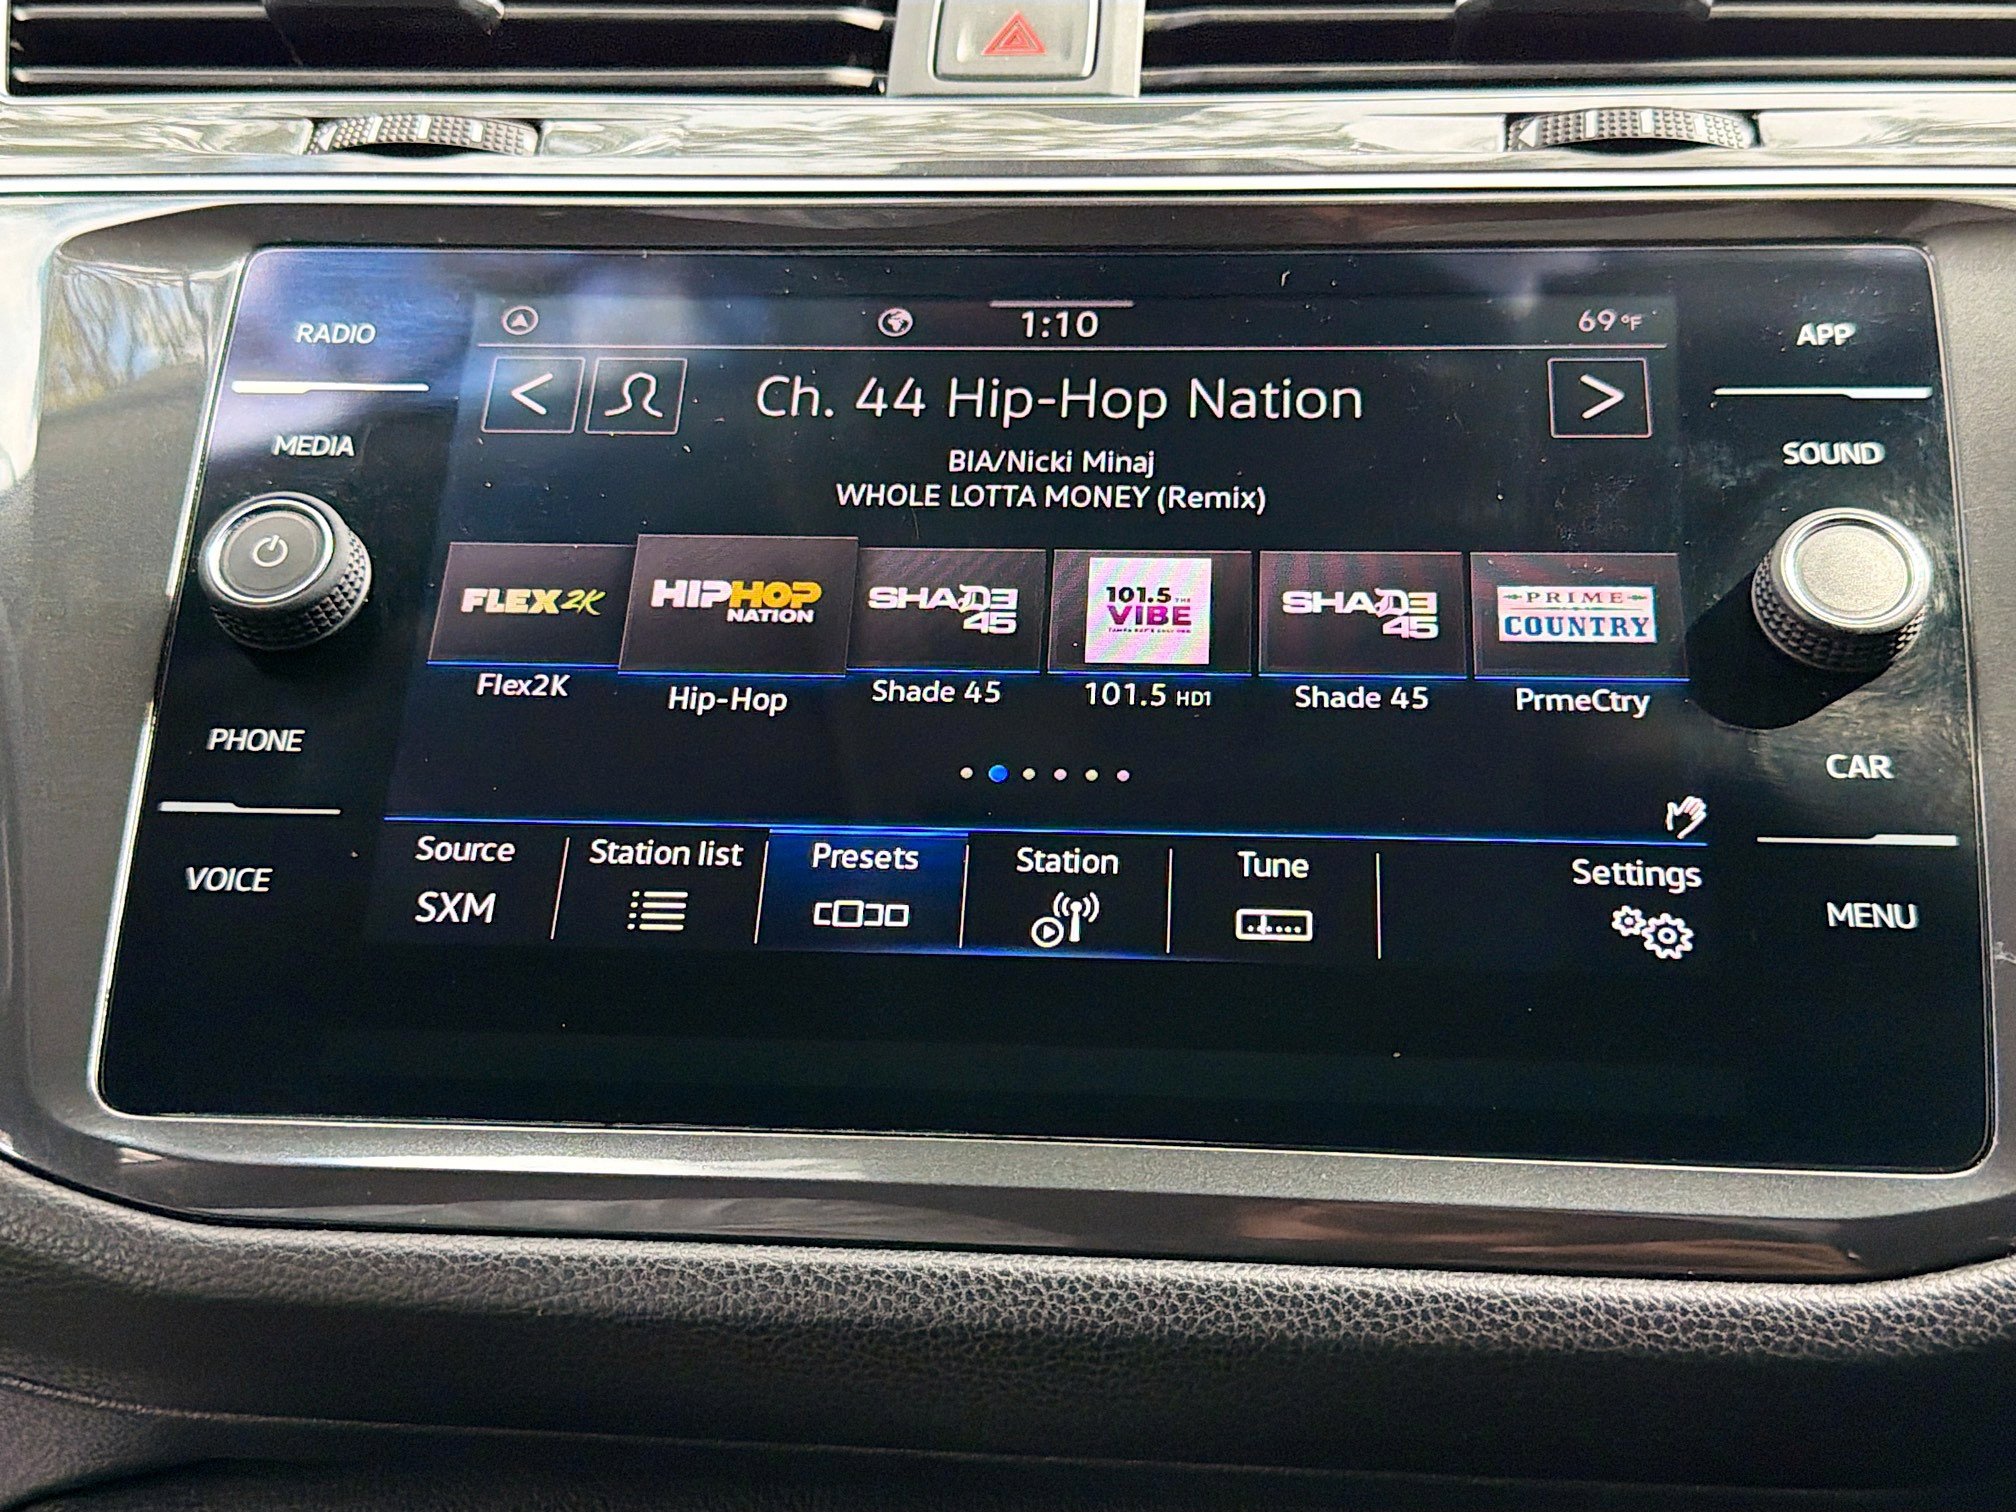 RADIO
MEDIA
PHONE
VOICE
1:10
69°F
Ch. 44 Hip-Hop Nation
BIA/Nicki Minaj
WHOLE LOTTA MONEY (Remix)
FLEX2K
HIPHOP
NATION
SHADE
45
101.5 THE
VIBE
SHADE
45
PRIME
COUNTRY
Flex2K
Hip-Hop
Shade 45
101.5 HD1
Shade 45
PrmeCtry
Source
SXM
Station list
Presets
Station
Tune
Settings
APP
SOUND
CAR
MENU